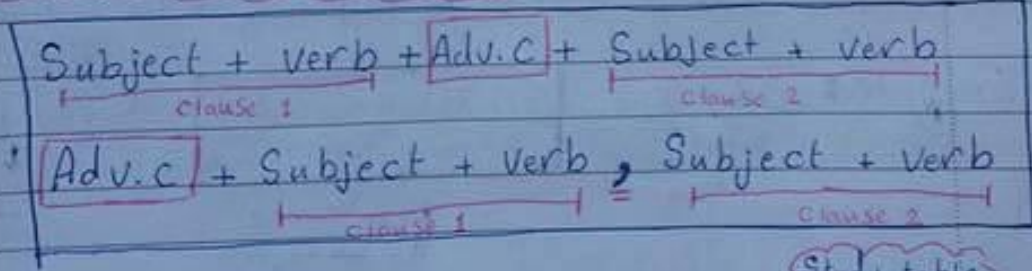 Subject + verb + Adv.c + Subject + verb
clause 1 clause 2
Adv.c + Subject + verb , Subject + verb
clause 1 clause 2